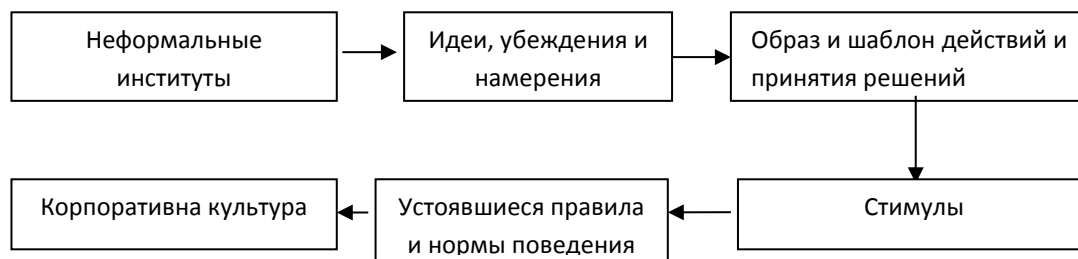 Неформальные
институты
Идеи, убеждения и
намерения
Образ и шаблон действий и
принятия решений
Стимулы
Устоявшиеся правила
и нормы поведения
Корпоративна культура